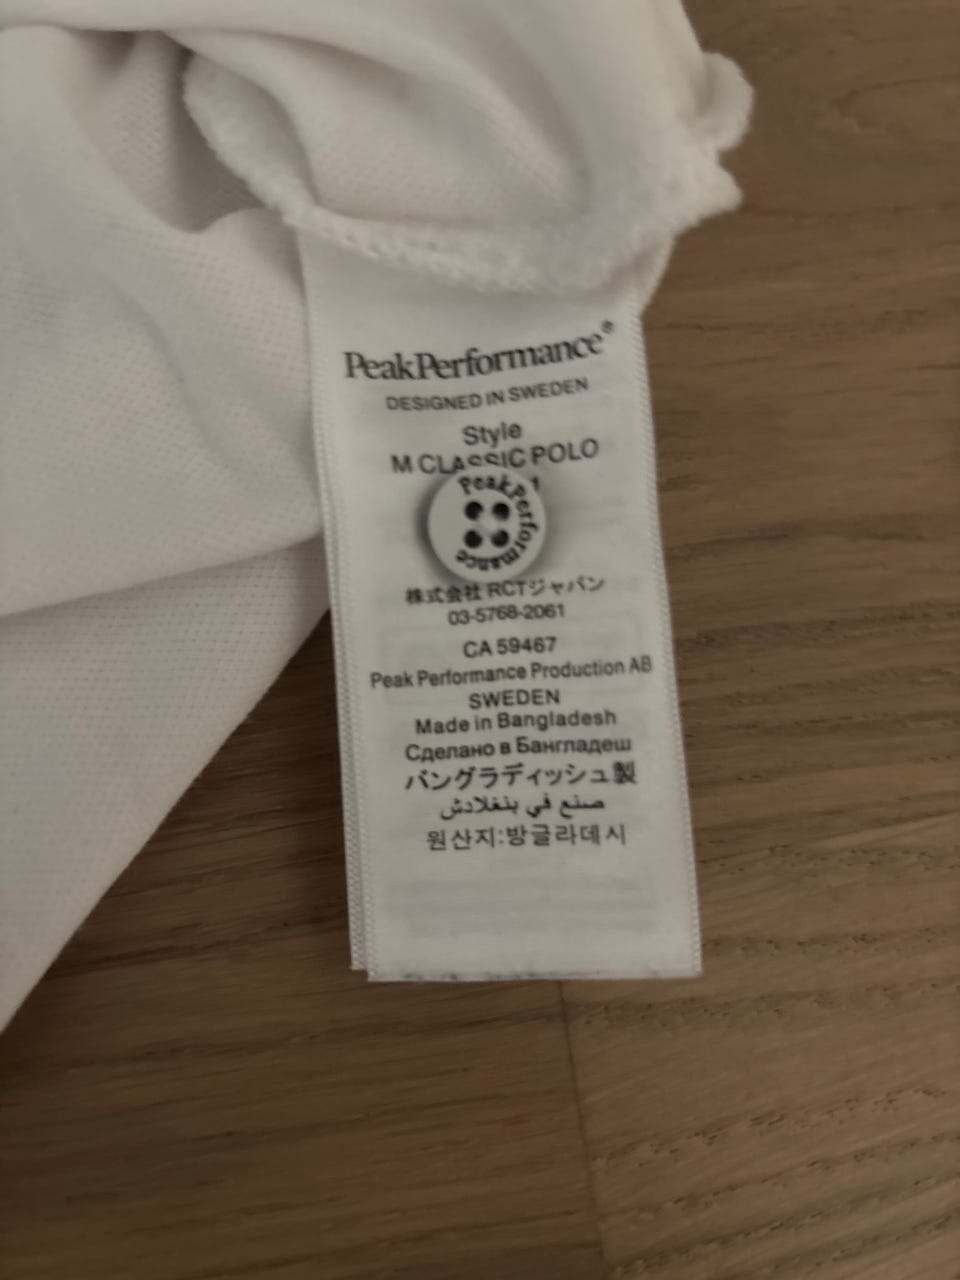 PeakPerformance®
DESIGNED IN SWEDEN
Style
M CLASSIC POLO
PeakPerformance
株式会社 RCTジャパン
03-5768-2061
CA 59467
Peak Performance Production AB
SWEDEN
Made in Bangladesh
Сделано в Бангладеш
バングラディッシュ製
صنع في بنغلادش
원산지:방글라데시